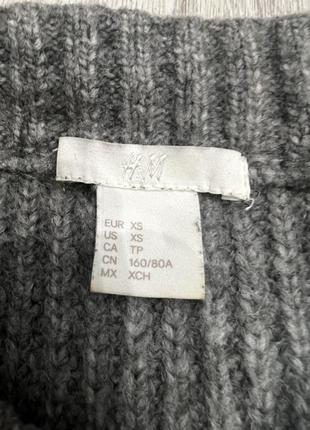 H&M
EUR XS
US XS
CA TP
CN 160/80A
MX XCH